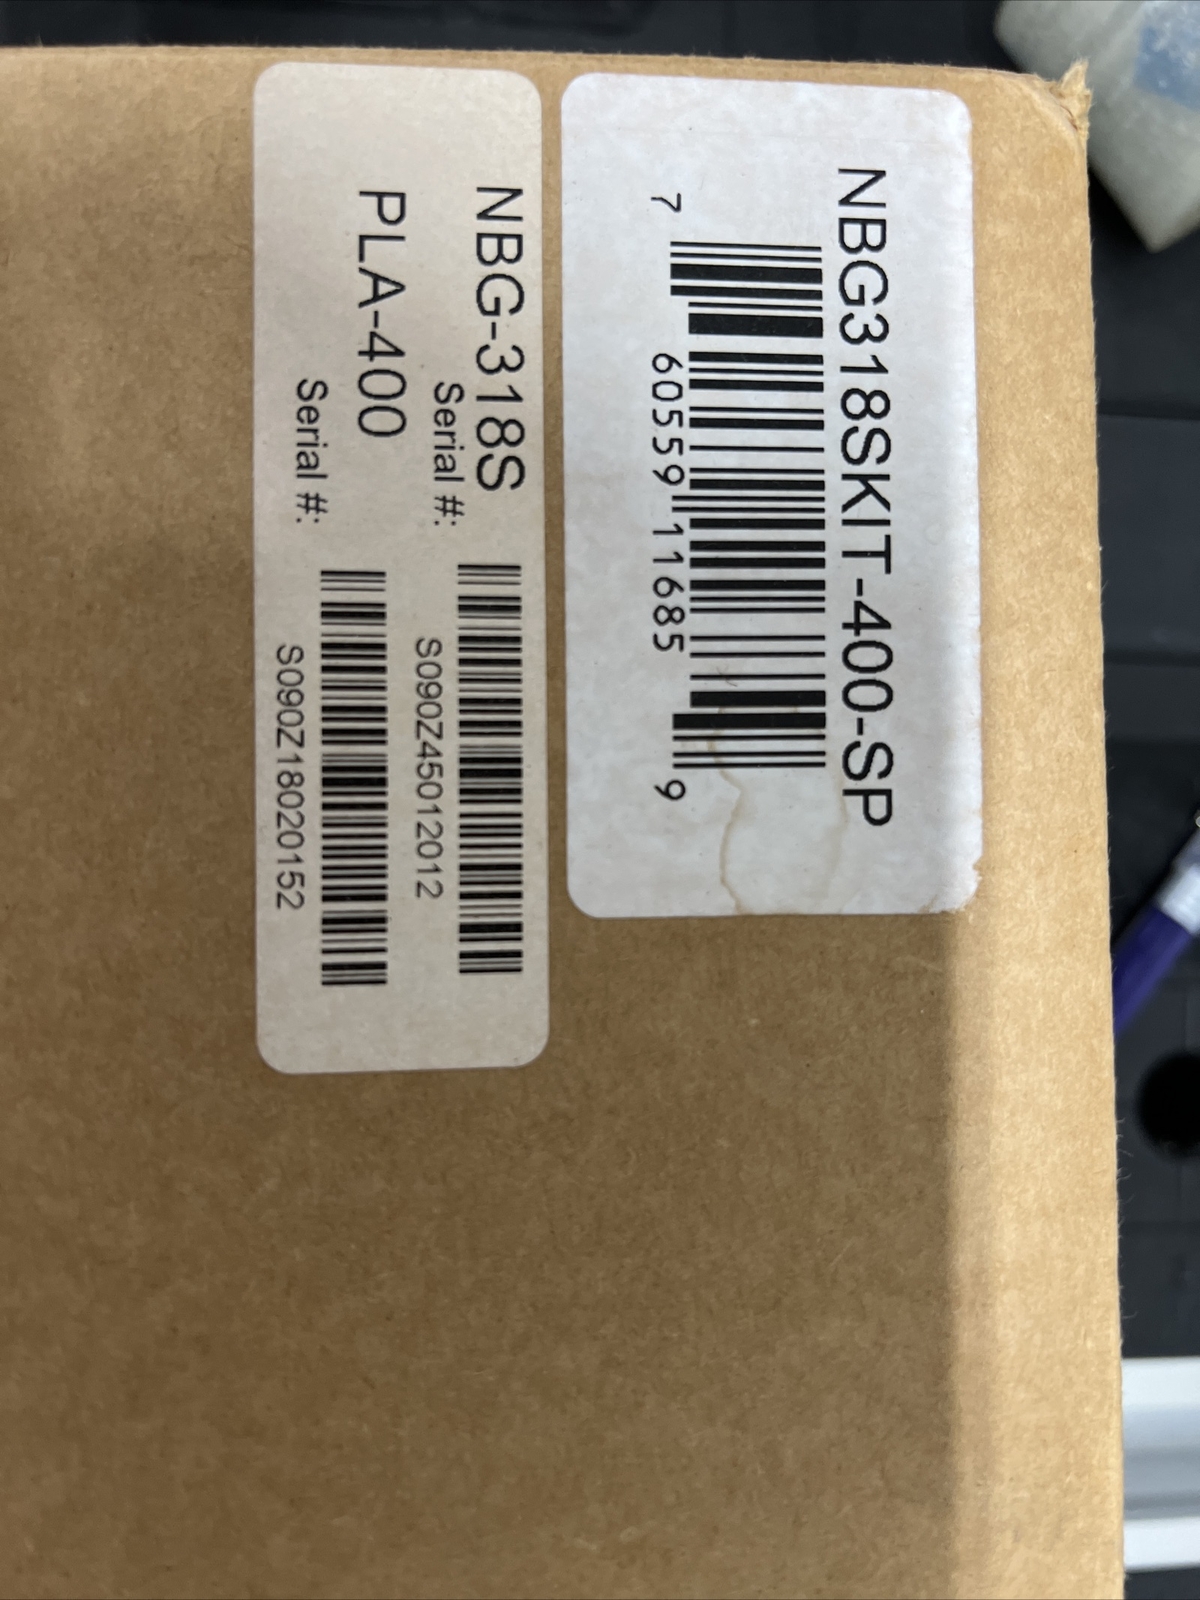 NBG318SKIT-400-SP
7 60559 11685 9
NBG-318S
Serial #:
S090Z45012012
PLA-400
Serial #:
S090Z18020152